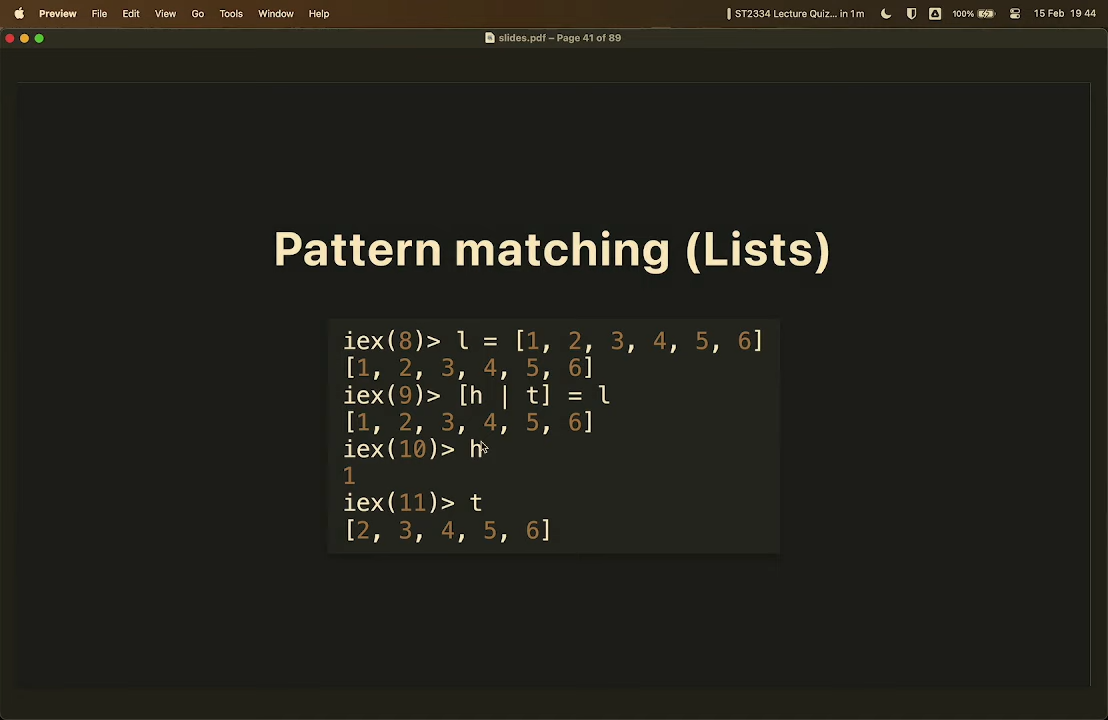 Preview File Edit View Go Tools Window Help ST2334 Lecture Quiz... in 1m 100% 15 Feb 19 44
slides.pdf – Page 41 of 89
Pattern matching (Lists)
iex(8)> l = [1, 2, 3, 4, 5, 6]
[1, 2, 3, 4, 5, 6]
iex(9)> [h | t] = l
[1, 2, 3, 4, 5, 6]
iex(10)> h
1
iex(11)> t
[2, 3, 4, 5, 6]